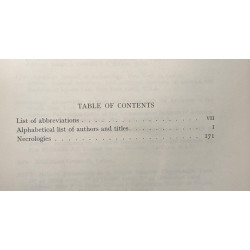 TABLE OF CONTENTS
List of abbreviations . . . . . . . . . . . . . . . . . . . . vii
Alphabetical list of authors and titles. . . . . . . . . . . . . 1
Necrologies . . . . . . . . . . . . . . . . . . . . . . . . 171